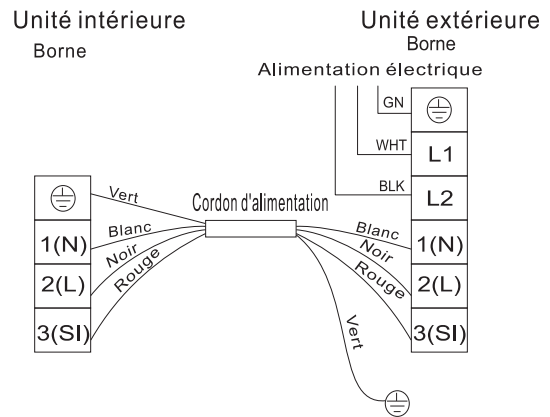 Unité intérieure
Borne
Unité extérieure
Borne
Alimentation électrique
GN
WHT
L1
BLK
L2
Vert
Cordon d'alimentation
1(N)
Blanc
Blanc
1(N)
2(L)
Noir
Noir
2(L)
3(SI)
Rouge
Rouge
3(SI)
Vert